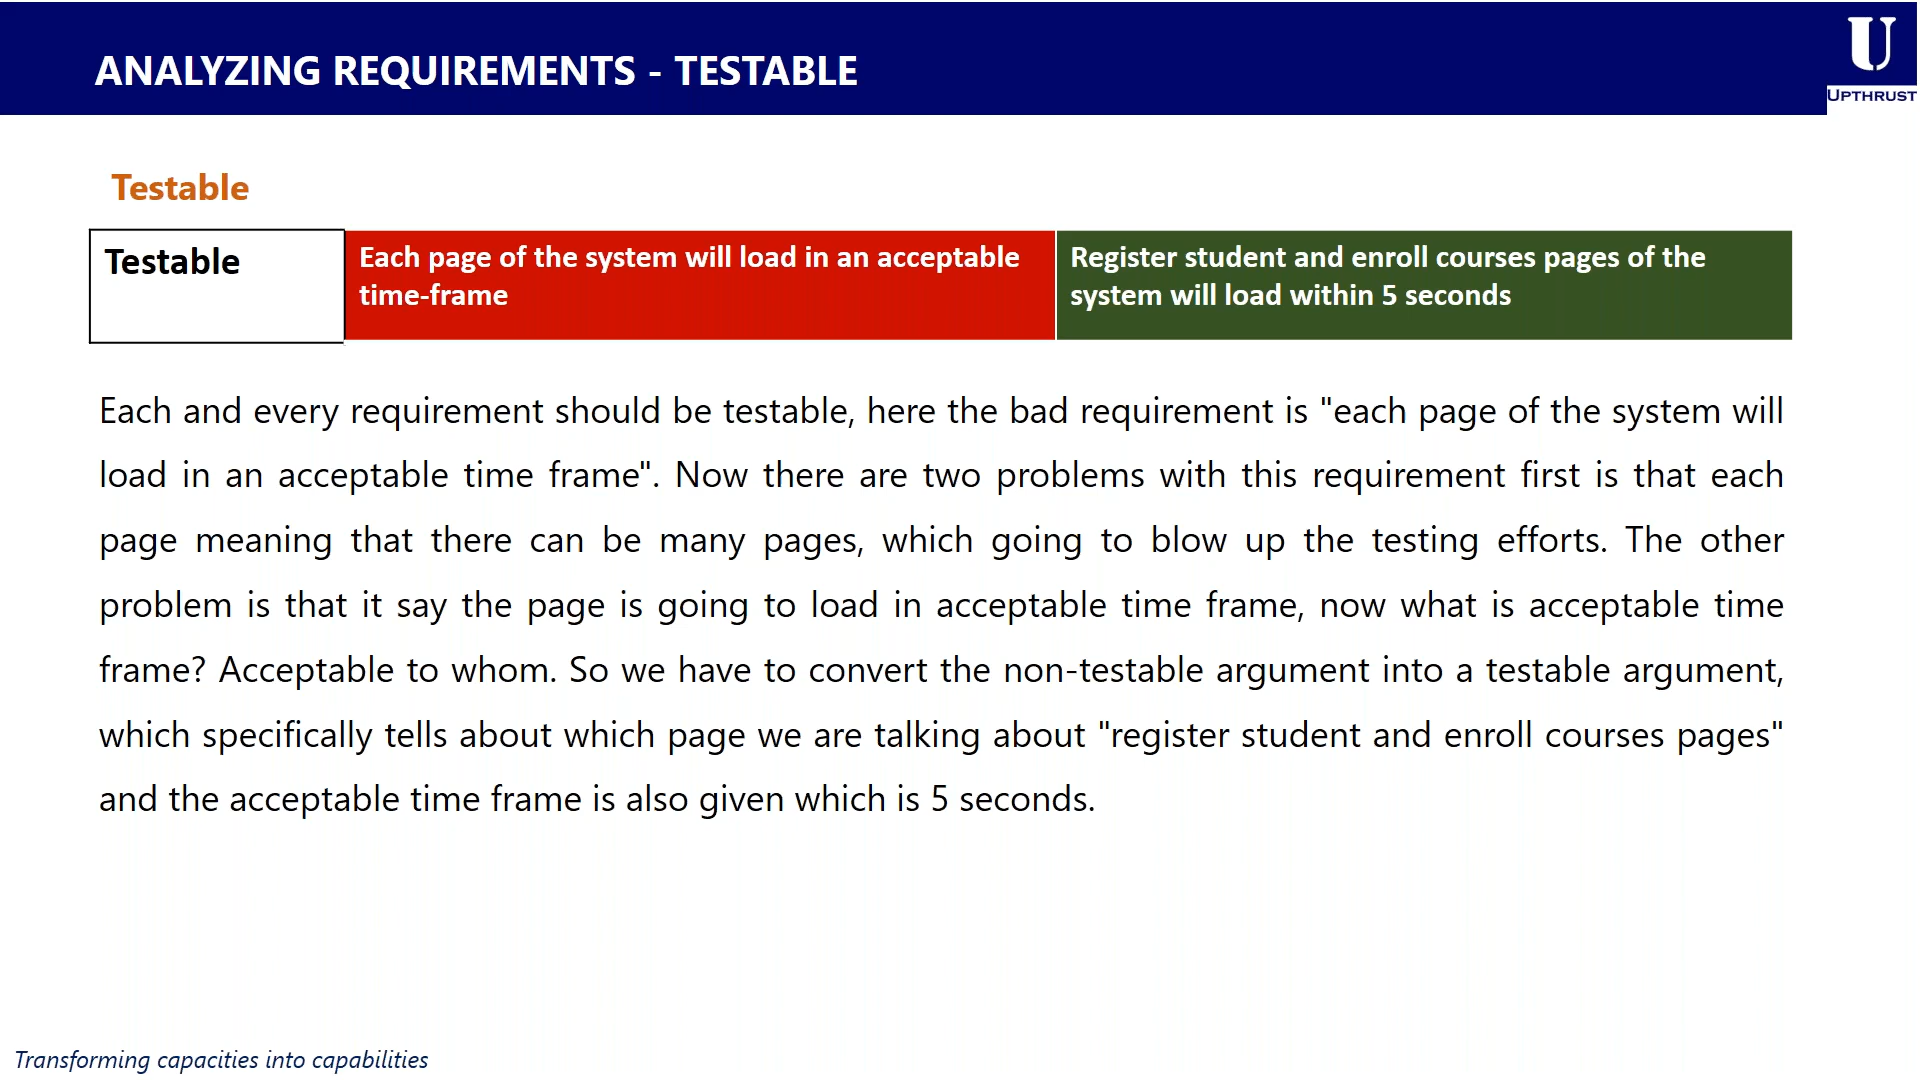 ANALYZING REQUIREMENTS - TESTABLE
U
UPTHRUST
Testable
Testable
Each page of the system will load in an acceptable
time-frame
Register student and enroll courses pages of the
system will load within 5 seconds
Each and every requirement should be testable, here the bad requirement is "each page of the system will
load in an acceptable time frame". Now there are two problems with this requirement first is that each
page meaning that there can be many pages, which going to blow up the testing efforts. The other
problem is that it say the page is going to load in acceptable time frame, now what is acceptable time
frame? Acceptable to whom. So we have to convert the non-testable argument into a testable argument,
which specifically tells about which page we are talking about "register student and enroll courses pages"
and the acceptable time frame is also given which is 5 seconds.
Transforming capacities into capabilities